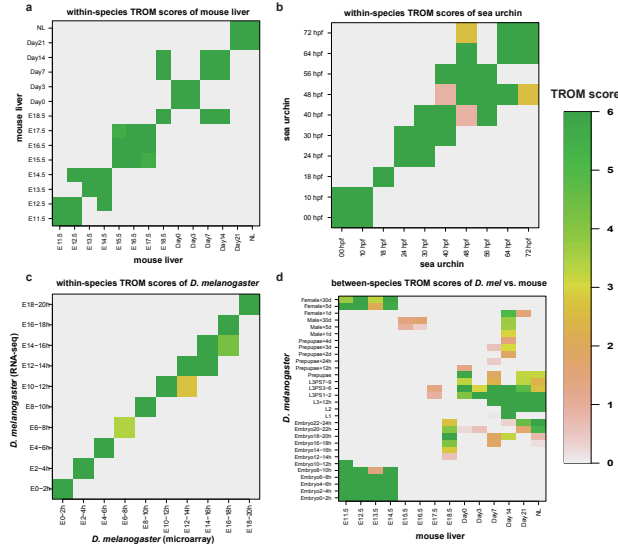 a
within-species TROM scores of mouse liver
mouse liver
NL
Day21
Day14
Day7
Day3
Day0
E18.5
E17.5
E16.5
E15.5
E14.5
E13.5
E12.5
E11.5
E11.5
E12.5
E13.5
E14.5
E15.5
E16.5
E17.5
E18.5
Day0
Day3
Day7
Day14
Day21
NL
mouse liver
b
within-species TROM scores of sea urchin
sea urchin
72 hpf
64 hpf
56 hpf
48 hpf
40 hpf
30 hpf
24 hpf
18 hpf
10 hpf
00 hpf
00 hpf
10 hpf
18 hpf
24 hpf
30 hpf
40 hpf
48 hpf
56 hpf
64 hpf
72 hpf
sea urchin
TROM score
6
5
4
3
2
1
0
c
within-species TROM scores of D. melanogaster
D. melanogaster (RNA-seq)
E18-20h
E16-18h
E14-16h
E12-14h
E10-12h
E8-10h
E6-8h
E4-6h
E2-4h
E0-2h
E0-2h
E2-4h
E4-6h
E6-8h
E8-10h
E10-12h
E12-14h
E14-16h
E16-18h
E18-20h
D. melanogaster (microarray)
d
between-species TROM scores of D. mel vs. mouse
D. melanogaster
Female+30d
Female+5d
Female+1d
Male+30d
Male+5d
Male+1d
Prepupae+4d
Prepupae+3d
Prepupae+2d
Prepupae+24h
Prepupae+12h
Prepupae
L3PS7-9
L3PS3-6
L3PS1-2
L3+12h
L2
L1
Embryo22-24h
Embryo20-22h
Embryo18-20h
Embryo16-18h
Embryo14-16h
Embryo12-14h
Embryo10-12h
Embryo8-10h
Embryo6-8h
Embryo4-6h
Embryo2-4h
Embryo0-2h
E11.5
E12.5
E13.5
E14.5
E15.5
E16.5
E17.5
E18.5
Day0
Day3
Day7
Day14
Day21
NL
mouse liver